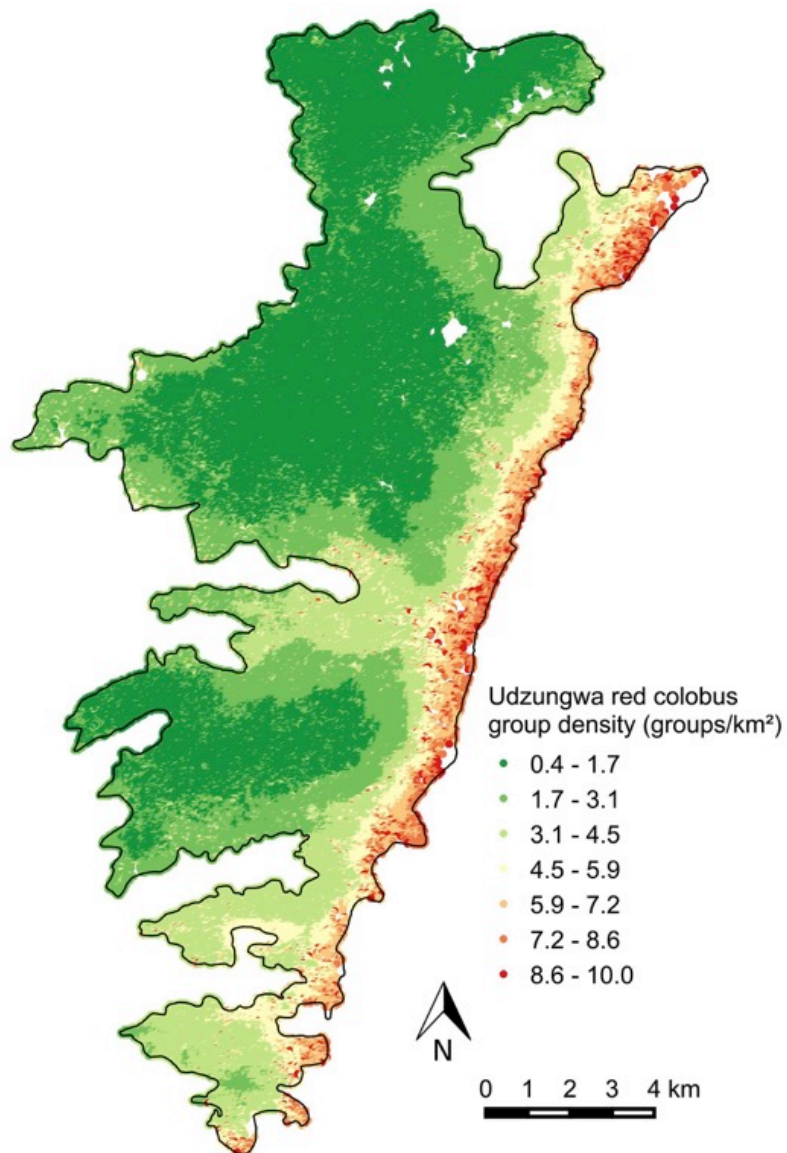 Udzungwa red colobus
group density (groups/km²)
0.4 - 1.7
1.7 - 3.1
3.1 - 4.5
4.5 - 5.9
5.9 - 7.2
7.2 - 8.6
8.6 - 10.0
N
0 1 2 3 4 km